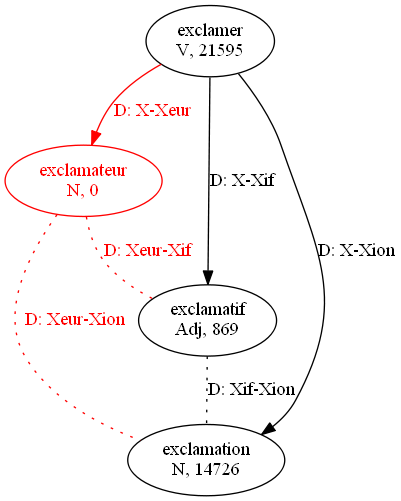 exclamer
V, 21595
D: X-Xeur
exclamateur
N, 0
D: X-Xif
D: X-Xion
D: Xeur-Xif
exclamatif
Adj, 869
D: Xeur-Xion
D: Xif-Xion
exclamation
N, 14726